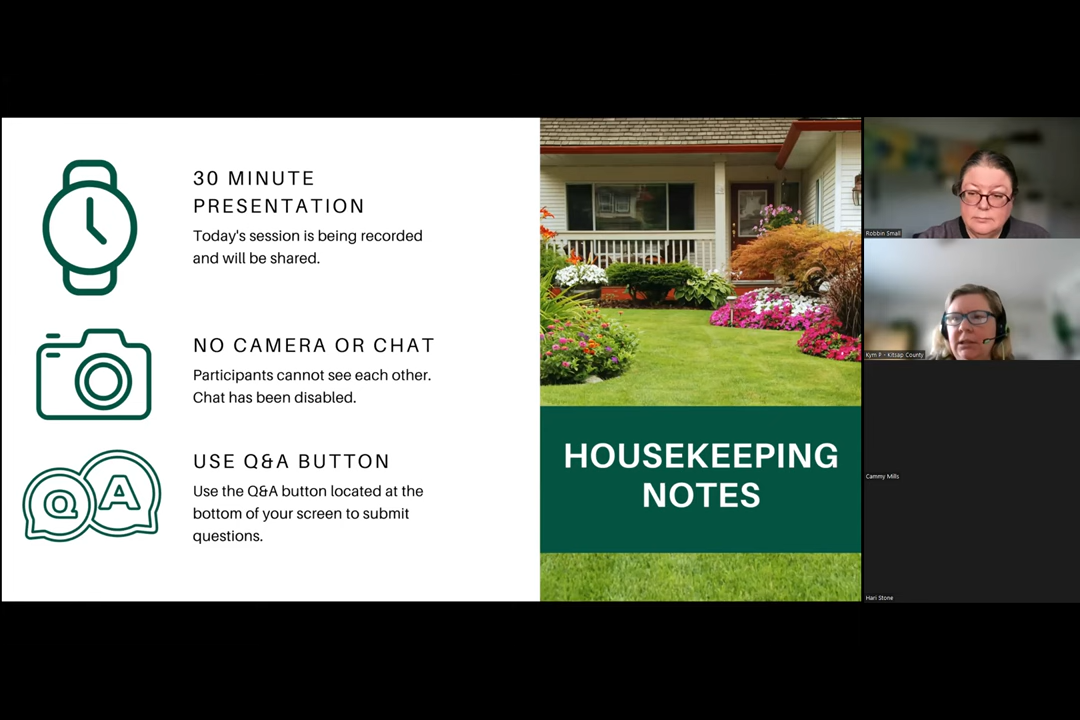 30 MINUTE
PRESENTATION
Today's session is being recorded
and will be shared.
NO CAMERA OR CHAT
Participants cannot see each other.
Chat has been disabled.
Q A
USE Q&A BUTTON
Use the Q&A button located at the
bottom of your screen to submit
questions.
HOUSEKEEPING
NOTES
Robbin Small
Kym P - Kitsap County
Cammy Mills
Hari Stone